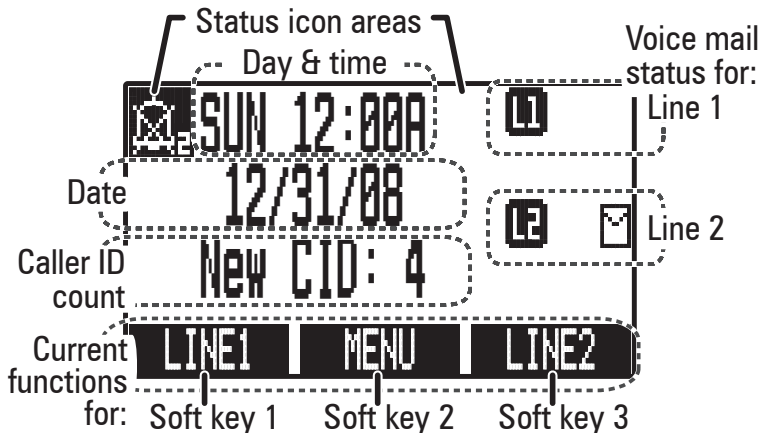 Status icon areas
Day & time
Voice mail
status for:
SUN 12:00A
L1
Line 1
Date
12/31/08
L2
Line 2
Caller ID
count
New CID: 4
Current
functions
for:
LINE1
MENU
LINE2
Soft key 1
Soft key 2
Soft key 3